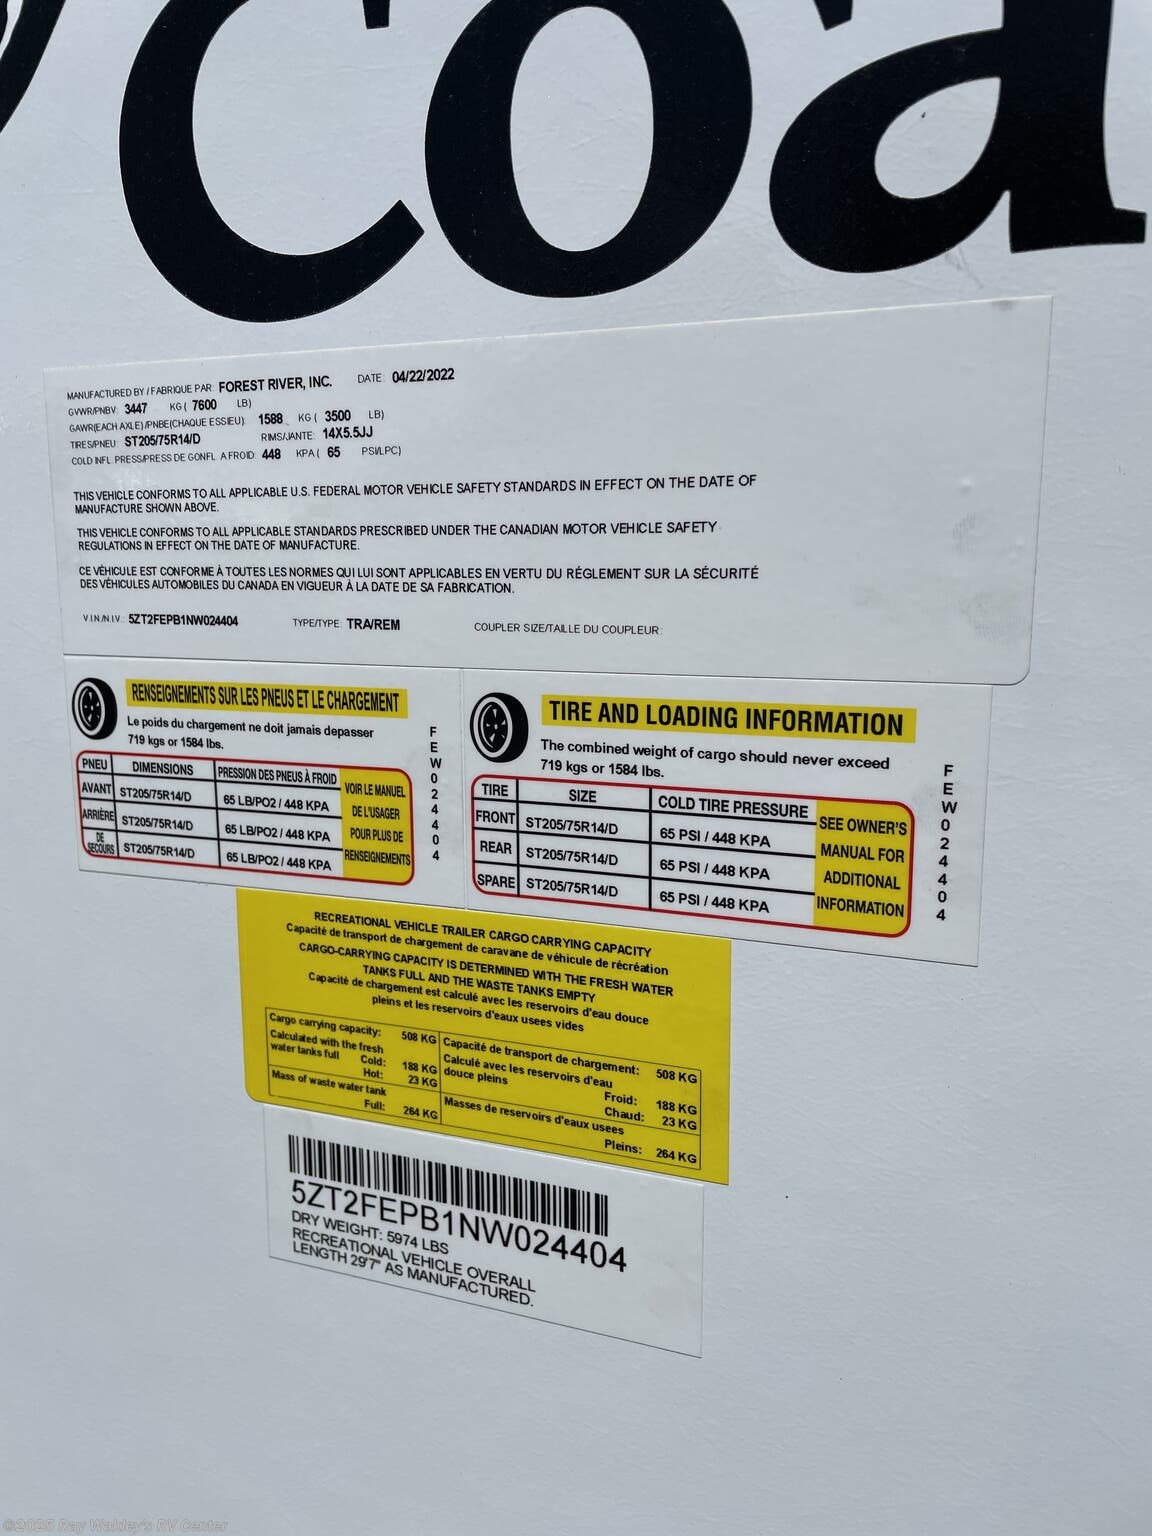 Coa
MANUFACTURED BY / FABRIQUE PAR FOREST RIVER, INC. DATE: 04/22/2022
GVWR/PNBV: 3447 KG ( 7600 LB)
GAWR(EACH AXLE)/PNBE(CHAQUE ESSIEU): 1588 KG ( 3500 LB)
TIRES/PNEU: ST205/75R14/D RIMS/JANTE: 14X5.5JJ
COLD INFL. PRESS/PRESS DE GONFL. A FROID: 448 KPA ( 65 PSI/LPC)
THIS VEHICLE CONFORMS TO ALL APPLICABLE U.S. FEDERAL MOTOR VEHICLE SAFETY STANDARDS IN EFFECT ON THE DATE OF
MANUFACTURE SHOWN ABOVE.
THIS VEHICLE CONFORMS TO ALL APPLICABLE STANDARDS PRESCRIBED UNDER THE CANADIAN MOTOR VEHICLE SAFETY
REGULATIONS IN EFFECT ON THE DATE OF MANUFACTURE.
CE VÉHICULE EST CONFORME À TOUTES LES NORMES QUI LUI SONT APPLICABLES EN VERTU DU RÉGLEMENT SUR LA SÉCURITÉ
DES VÉHICULES AUTOMOBILES DU CANADA EN VIGUEUR À LA DATE DE SA FABRICATION.
V.I.N./N.I.V.: 5ZT2FEPB1NW024404 TYPE/TYPE: TRA/REM COUPLER SIZE/TAILLE DU COUPLEUR:
RENSEIGNEMENTS SUR LES PNEUS ET LE CHARGEMENT
Le poids du chargement ne doit jamais depasser
719 kgs or 1584 lbs.
PNEU DIMENSIONS PRESSION DES PNEUS À FROID
AVANT ST205/75R14/D 65 LB/PO2 / 448 KPA
ARRIÈRE ST205/75R14/D 65 LB/PO2 / 448 KPA
DE SECOURS ST205/75R14/D 65 LB/PO2 / 448 KPA
VOIR LE MANUEL
DE L'USAGER
POUR PLUS DE
RENSEIGNEMENTS
FEW024404
TIRE AND LOADING INFORMATION
The combined weight of cargo should never exceed
719 kgs or 1584 lbs.
TIRE SIZE COLD TIRE PRESSURE
FRONT ST205/75R14/D 65 PSI / 448 KPA
REAR ST205/75R14/D 65 PSI / 448 KPA
SPARE ST205/75R14/D 65 PSI / 448 KPA
SEE OWNER'S
MANUAL FOR
ADDITIONAL
INFORMATION
FEW024404
RECREATIONAL VEHICLE TRAILER CARGO CARRYING CAPACITY
Capacité de transport de chargement de caravane de véhicule de récréation
CARGO-CARRYING CAPACITY IS DETERMINED WITH THE FRESH WATER
TANKS FULL AND THE WASTE TANKS EMPTY
Capacité de chargement est calculé avec les reservoirs d'eau douce
pleins et les reservoirs d'eaux usees vides
Cargo carrying capacity: 508 KG
Calculated with the fresh
water tanks full Cold: 188 KG
Hot: 23 KG
Mass of waste water tank
Full: 264 KG
Capacité de transport de chargement: 508 KG
Calculé avec les reservoirs d'eau
douce pleins
Froid: 188 KG
Chaud: 23 KG
Masses de reservoirs d'eaux usees
Pleins: 264 KG
5ZT2FEPB1NW024404
DRY WEIGHT: 5974 LBS
RECREATIONAL VEHICLE OVERALL
LENGTH 29'7" AS MANUFACTURED.
©2025 Ray Waldey's RV Center